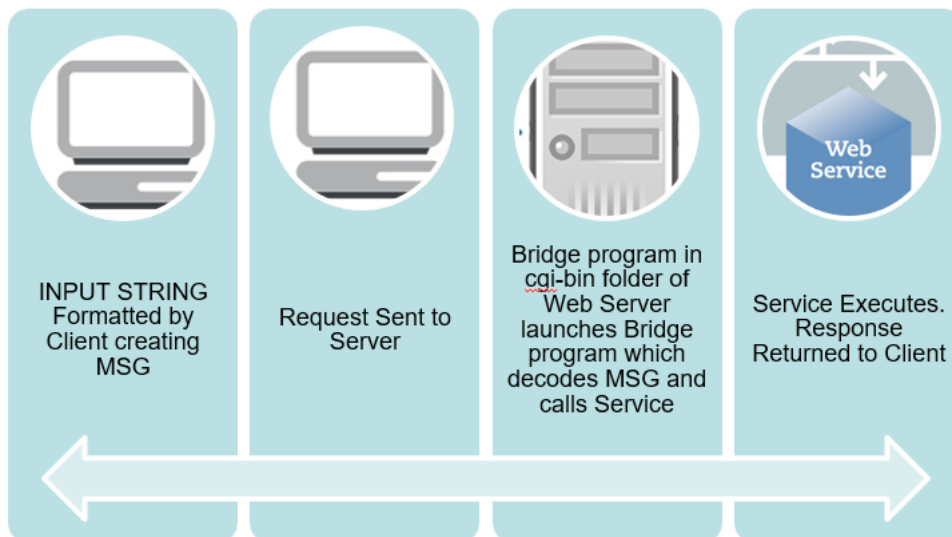 Web
Service
INPUT STRING
Formatted by
Client creating
MSG
Request Sent to
Server
Bridge program in
cgi-bin folder of
Web Server
launches Bridge
program which
decodes MSG and
calls Service
Service Executes.
Response
Returned to Client